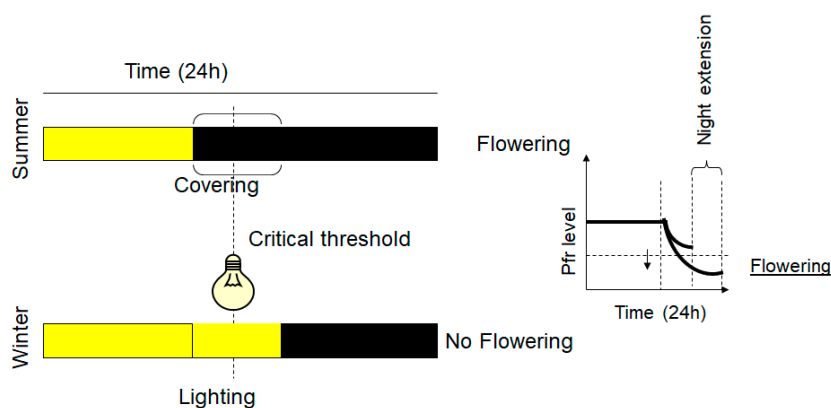 Time (24h)
Summer
Covering
Flowering
Critical threshold
Winter
No Flowering
Lighting
Night extension
Pfr level
Flowering
Time (24h)